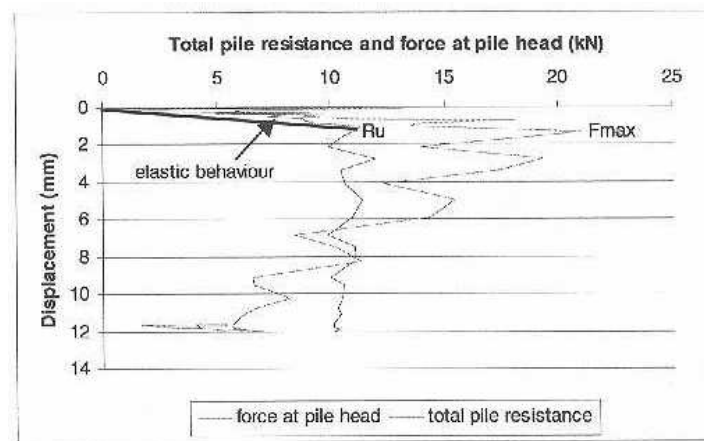 Total pile resistance and force at pile head (kN)
0 5 10 15 20 25
0
2
4
6
8
10
12
14
Displacement (mm)
Ru
Fmax
elastic behaviour
force at pile head total pile resistance